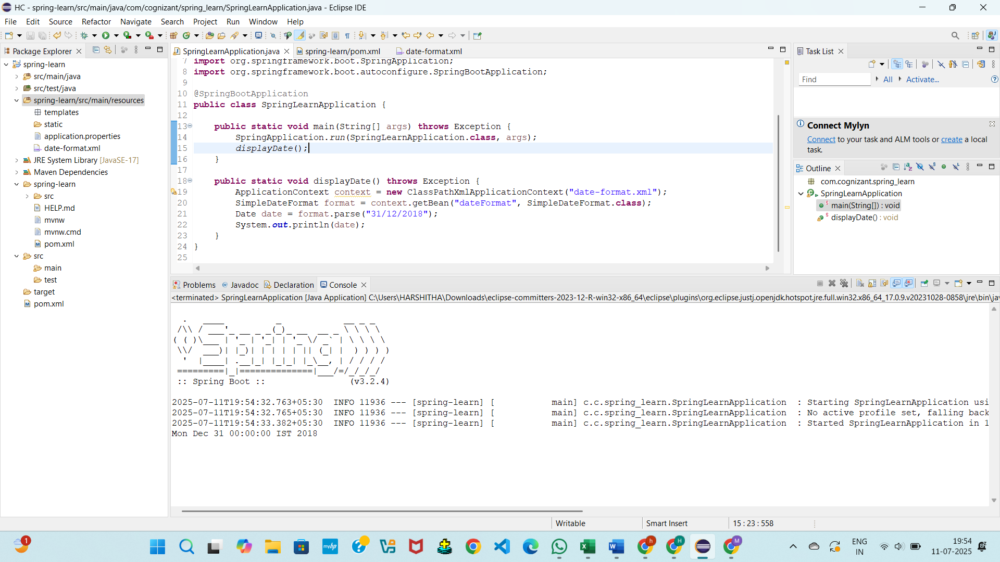 HC - spring-learn/src/main/java/com/cognizant/spring_learn/SpringLearnApplication.java - Eclipse IDE
File Edit Source Refactor Navigate Search Project Run Window Help
Package Explorer
spring-learn
src/main/java
src/test/java
spring-learn/src/main/resources
templates
static
application.properties
date-format.xml
JRE System Library [JavaSE-17]
Maven Dependencies
spring-learn
src
HELP.md
mvnw
mvnw.cmd
pom.xml
src
main
test
target
pom.xml
SpringLearnApplication.java spring-learn/pom.xml date-format.xml
7 import org.springframework.boot.SpringApplication;
8 import org.springframework.boot.autoconfigure.SpringBootApplication;
9
10 @SpringBootApplication
11 public class SpringLearnApplication {
12
13 public static void main(String[] args) throws Exception {
14 SpringApplication.run(SpringLearnApplication.class, args);
15 displayDate();
16 }
17
18 public static void displayDate() throws Exception {
19 ApplicationContext context = new ClassPathXmlApplicationContext("date-format.xml");
20 SimpleDateFormat format = context.getBean("dateFormat", SimpleDateFormat.class);
21 Date date = format.parse("31/12/2018");
22 System.out.println(date);
23 }
24 }
25
Task List
Find All Activate...
Connect Mylyn
Connect to your task and ALM tools or create a local
task.
Outline
com.cognizant.spring_learn
SpringLearnApplication
main(String[]) : void
displayDate() : void
Problems Javadoc Declaration Console
<terminated> SpringLearnApplication [Java Application] C:\Users\HARSHITHA\Downloads\eclipse-committers-2023-12-R-win32-x86_64\eclipse\plugins\org.eclipse.justj.openjdk.hotspot.jre.full.win32.x86_64_17.0.9.v20231028-0858\jre\bin\jav
Spring
:: Spring Boot :: (v3.2.4)
2025-07-11T19:54:32.763+05:30 INFO 11936 --- [spring-learn] [ main] c.c.spring_learn.SpringLearnApplication : Starting SpringLearnApplication usi
2025-07-11T19:54:32.765+05:30 INFO 11936 --- [spring-learn] [ main] c.c.spring_learn.SpringLearnApplication : No active profile set, falling back
2025-07-11T19:54:33.382+05:30 INFO 11936 --- [spring-learn] [ main] c.c.spring_learn.SpringLearnApplication : Started SpringLearnApplication in 1
Mon Dec 31 00:00:00 IST 2018
Writable Smart Insert 15 : 23 : 558
1
myhp
ENG
IN
19:54
11-07-2025